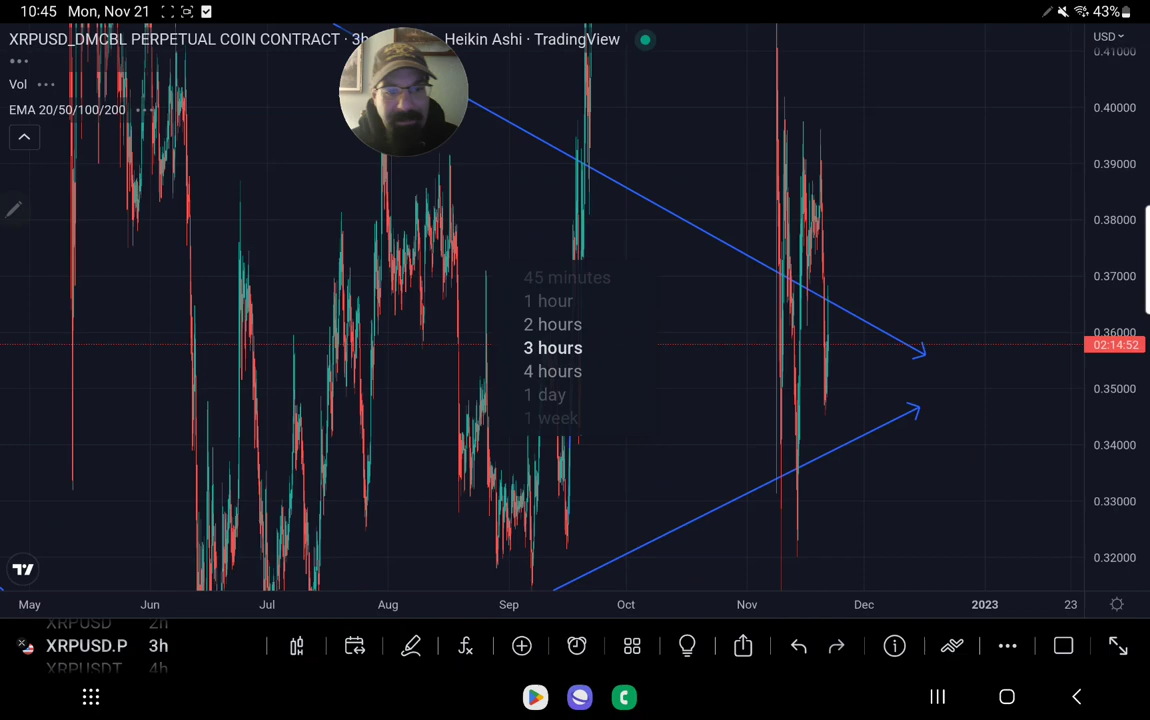 10:45 Mon, Nov 21
43%
XRPUSD_DMCBL PERPETUAL COIN CONTRACT · 3h Heikin Ashi · TradingView
USD
0.41000
Vol
EMA 20/50/100/200
0.40000
0.39000
0.38000
0.37000
0.36000
02:14:52
0.35000
0.34000
0.33000
0.32000
45 minutes
1 hour
2 hours
3 hours
4 hours
1 day
1 week
May Jun Jul Aug Sep Oct Nov Dec 2023 23
XRPUSD 2h
XRPUSD.P 3h
XRPUSDT 4h